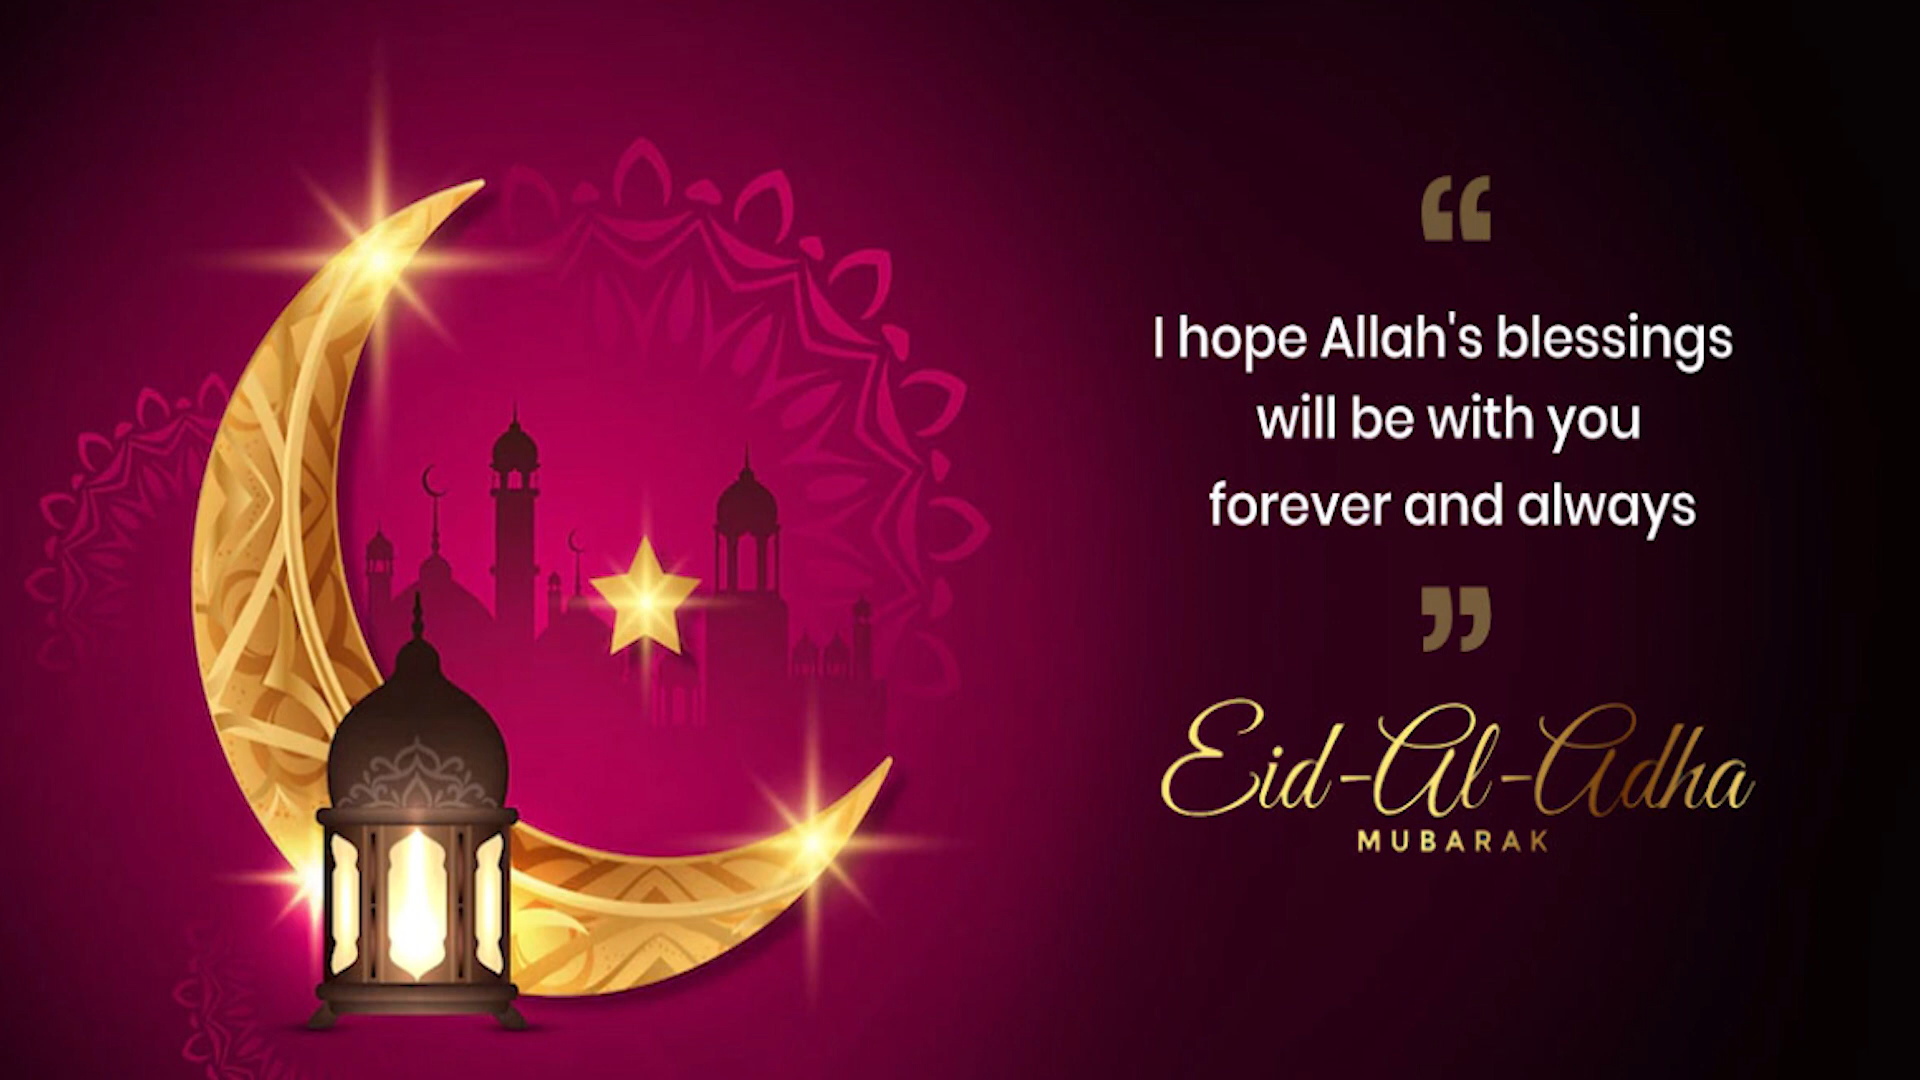 “
I hope Allah's blessings
will be with you
forever and always
”
Eid-Al-Adha
MUBARAK